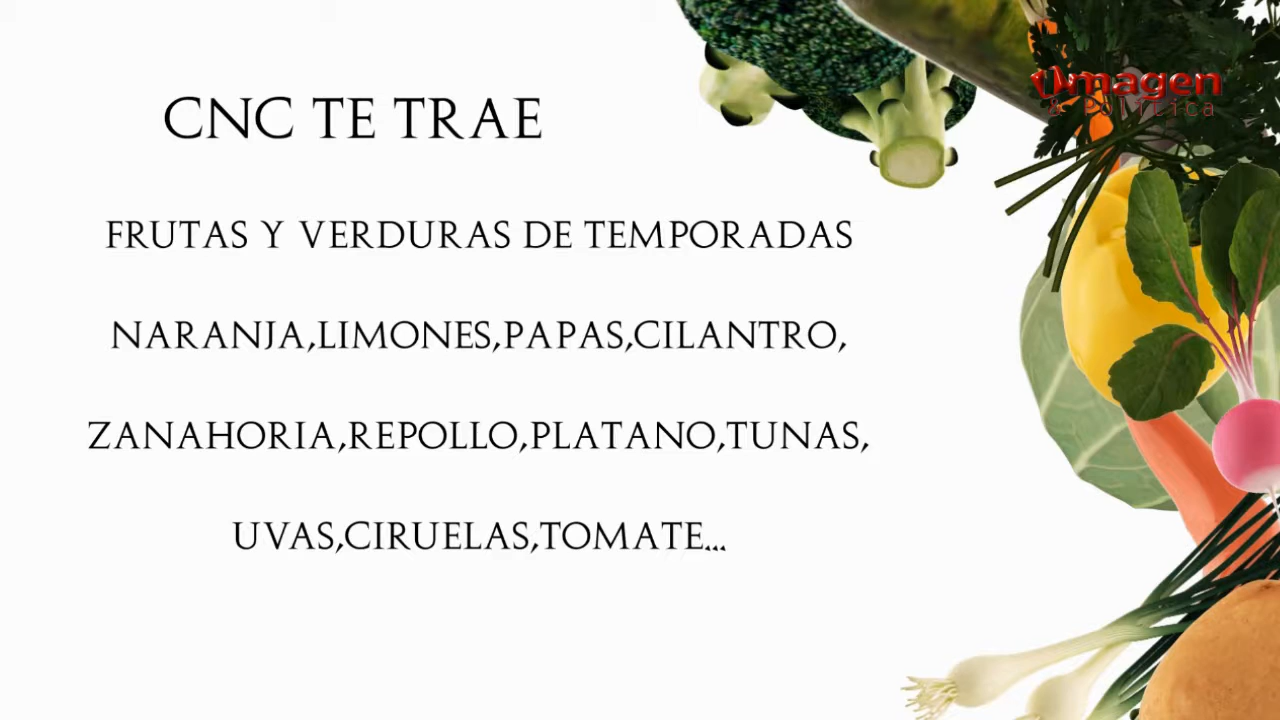 CNC TE TRAE
Imagen
& Política
FRUTAS Y VERDURAS DE TEMPORADAS
NARANJA,LIMONES,PAPAS,CILANTRO,
ZANAHORIA,REPOLLO,PLATANO,TUNAS,
UVAS,CIRUELAS,TOMATE...